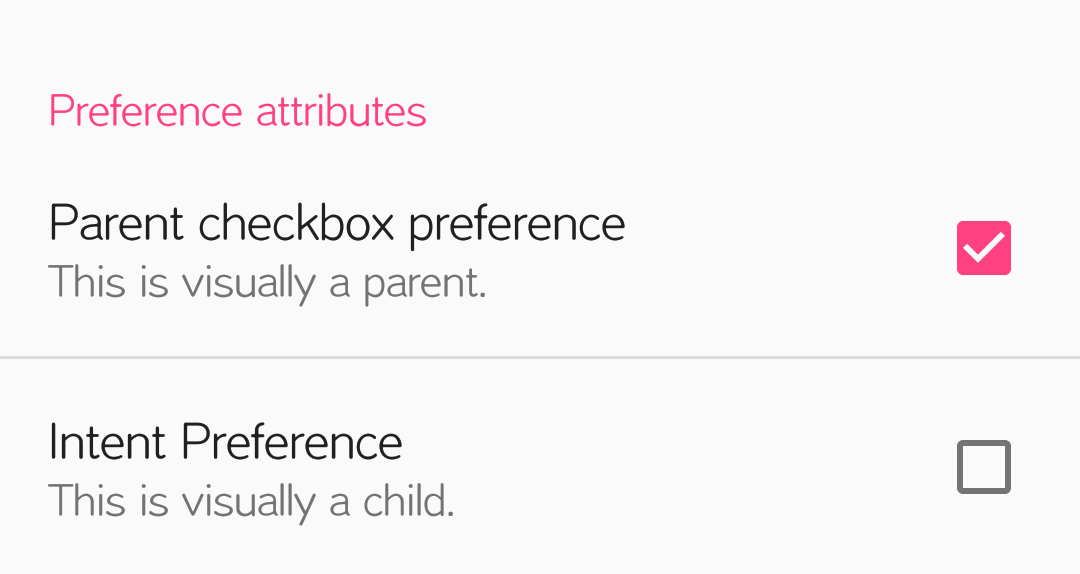 Preference attributes
Parent checkbox preference
This is visually a parent.
Intent Preference
This is visually a child.